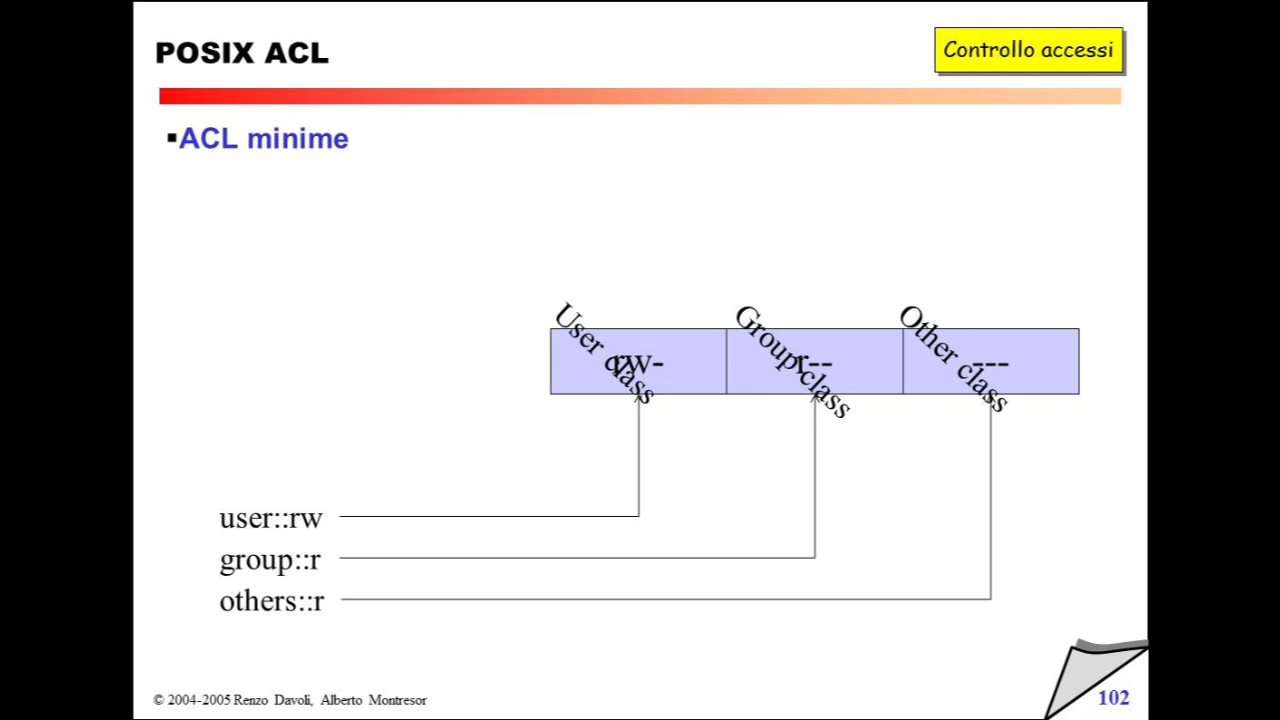 POSIX ACL
Controllo accessi
▪ACL minime
User class
Group class
Other class
rw-
r--
---
user::rw
group::r
others::r
© 2004-2005 Renzo Davoli, Alberto Montresor
102